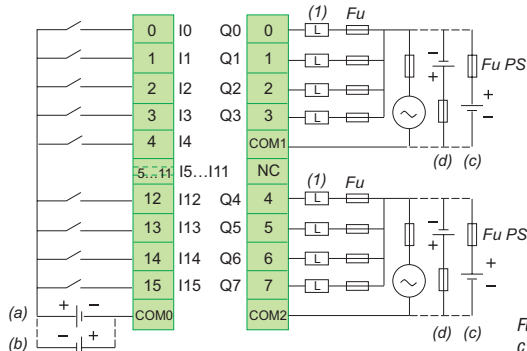 (1) Fu
0 I0 Q0 0 L
1 I1 Q1 1 L
2 I2 Q2 2 L
3 I3 Q3 3 L
4 I4 COM1
5...11 I5...I11 NC
12 I12 Q4 4 L
13 I13 Q5 5 L
14 I14 Q6 6 L
15 I15 Q7 7 L
COM0 COM2
(a) + −
(b) − +
− + Fu PS
+ −
(d) (c)
(1) Fu
− + Fu PS
+ −
(d) (c)